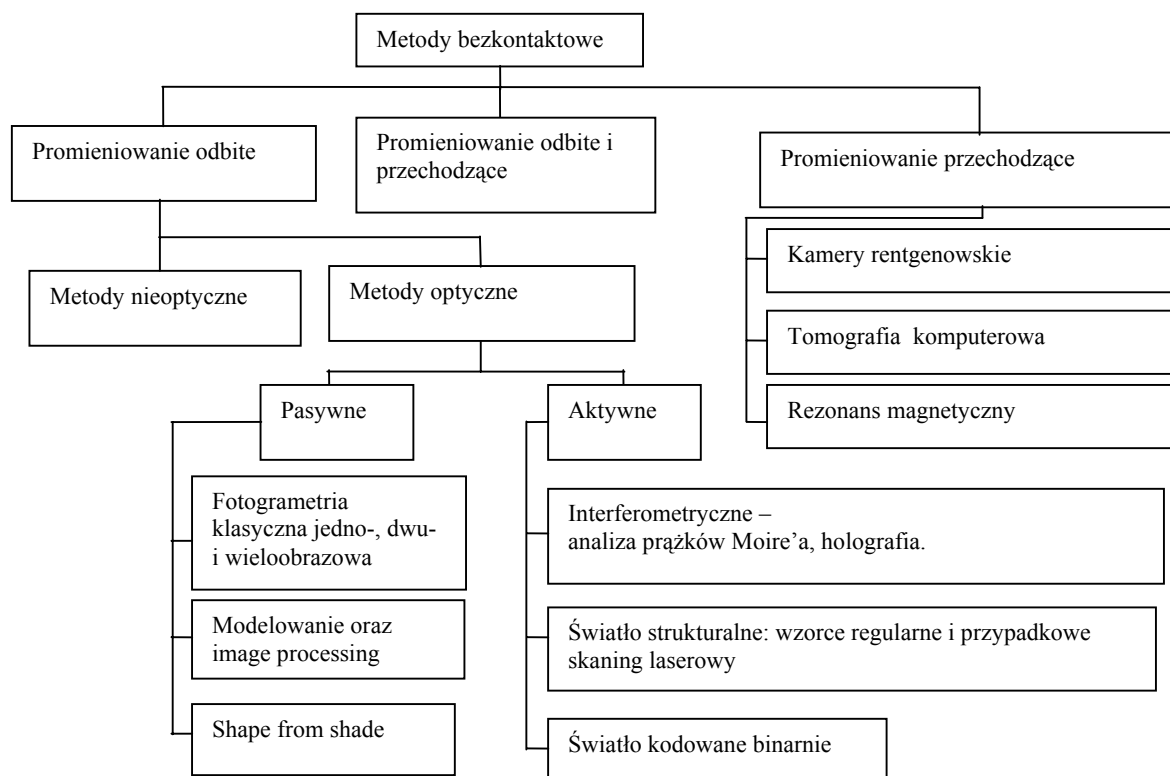 Metody bezkontaktowe
Promieniowanie odbite
Promieniowanie odbite i
przechodzące
Promieniowanie przechodzące
Kamery rentgenowskie
Tomografia komputerowa
Rezonans magnetyczny
Metody nieoptyczne
Metody optyczne
Pasywne
Aktywne
Fotogrametria
klasyczna jedno-, dwu-
i wieloobrazowa
Modelowanie oraz
image processing
Shape from shade
Interferometryczne –
analiza prążków Moire’a, holografia.
Światło strukturalne: wzorce regularne i przypadkowe
skaning laserowy
Światło kodowane binarnie